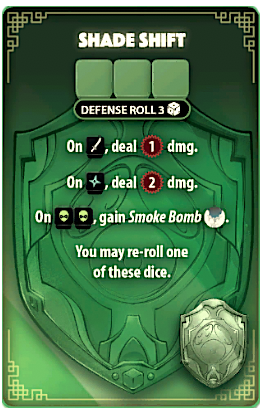 SHADE SHIFT
DEFENSE ROLL 3
On , deal 1 dmg.
On , deal 2 dmg.
On , gain Smoke Bomb .
You may re-roll one
of these dice.